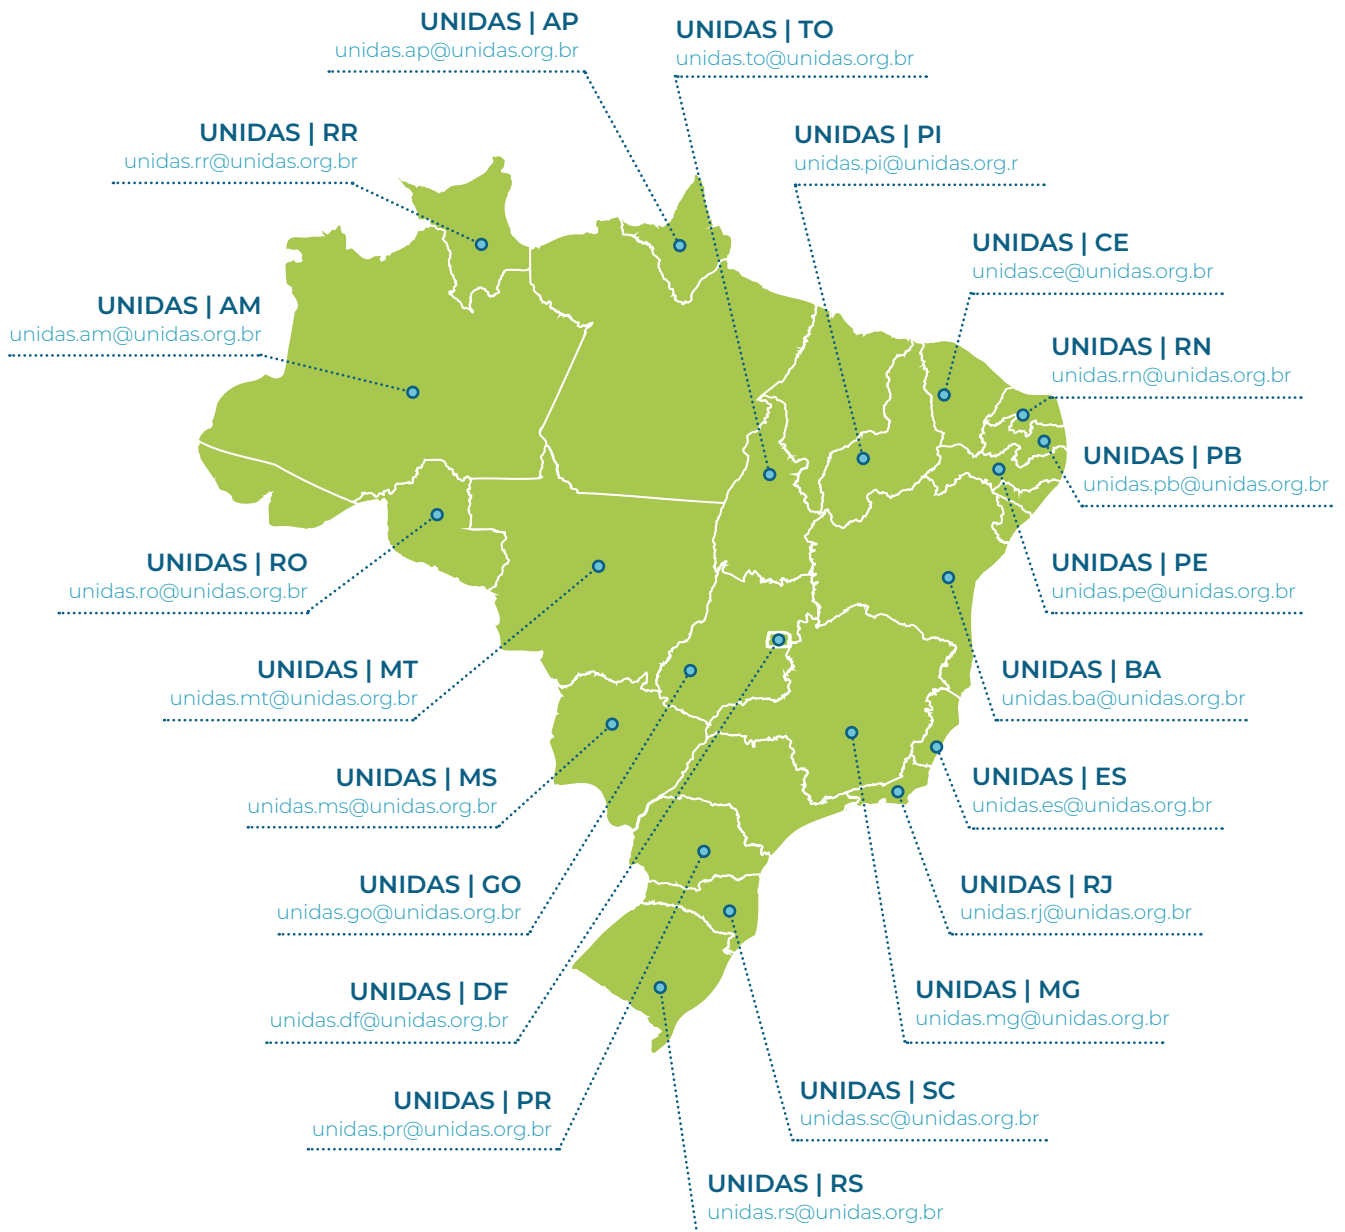 UNIDAS | AP
unidas.ap@unidas.org.br
UNIDAS | TO
unidas.to@unidas.org.br
UNIDAS | RR
unidas.rr@unidas.org.br
UNIDAS | PI
unidas.pi@unidas.org.r
UNIDAS | CE
unidas.ce@unidas.org.br
UNIDAS | AM
unidas.am@unidas.org.br
UNIDAS | RN
unidas.rn@unidas.org.br
UNIDAS | PB
unidas.pb@unidas.org.br
UNIDAS | RO
unidas.ro@unidas.org.br
UNIDAS | PE
unidas.pe@unidas.org.br
UNIDAS | MT
unidas.mt@unidas.org.br
UNIDAS | BA
unidas.ba@unidas.org.br
UNIDAS | MS
unidas.ms@unidas.org.br
UNIDAS | ES
unidas.es@unidas.org.br
UNIDAS | GO
unidas.go@unidas.org.br
UNIDAS | RJ
unidas.rj@unidas.org.br
UNIDAS | DF
unidas.df@unidas.org.br
UNIDAS | MG
unidas.mg@unidas.org.br
UNIDAS | PR
unidas.pr@unidas.org.br
UNIDAS | SC
unidas.sc@unidas.org.br
UNIDAS | RS
unidas.rs@unidas.org.br